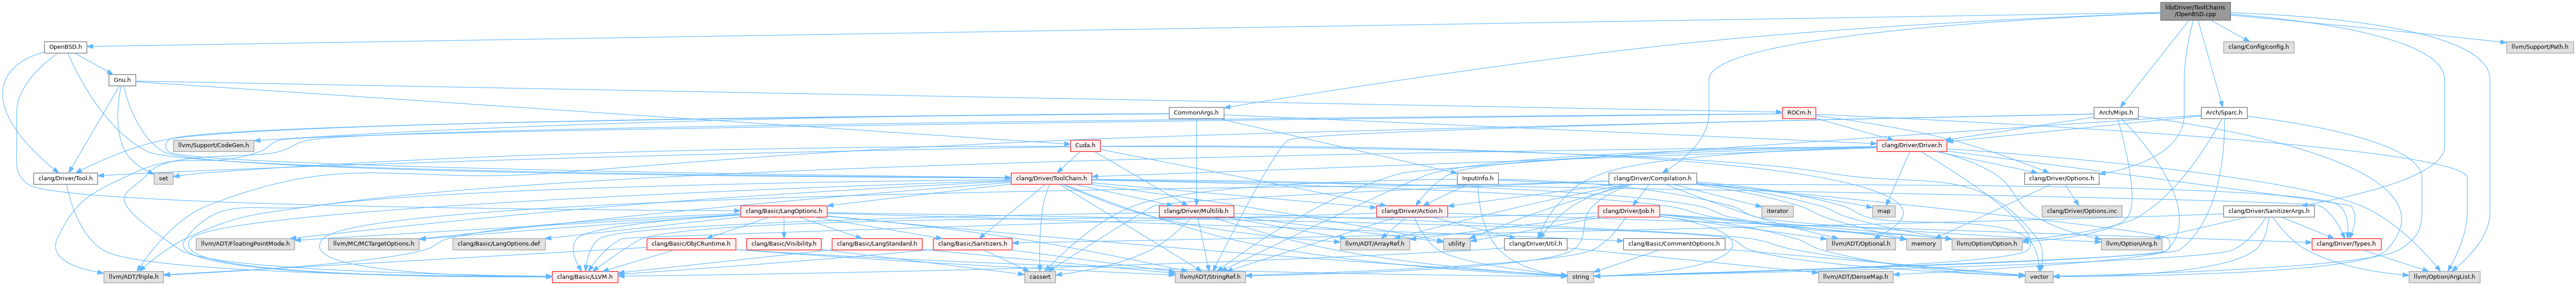 lib/Driver/ToolChains
/OpenBSD.cpp
OpenBSD.h
clang/Config/config.h
llvm/Support/Path.h
Gnu.h
CommonArgs.h
ROCm.h
Arch/Mips.h
Arch/Sparc.h
llvm/Support/CodeGen.h
Cuda.h
clang/Driver/Driver.h
clang/Driver/Tool.h
set
clang/Driver/ToolChain.h
InputInfo.h
clang/Driver/Compilation.h
clang/Driver/Options.h
clang/Basic/LangOptions.h
clang/Driver/Multilib.h
clang/Driver/Action.h
clang/Driver/Job.h
iterator
map
clang/Driver/Options.inc
clang/Driver/SanitizerArgs.h
llvm/ADT/FloatingPointMode.h
llvm/MC/MCTargetOptions.h
clang/Basic/LangOptions.def
clang/Basic/ObjCRuntime.h
clang/Basic/Visibility.h
clang/Basic/LangStandard.h
clang/Basic/Sanitizers.h
llvm/ADT/ArrayRef.h
utility
clang/Driver/Util.h
clang/Basic/CommentOptions.h
llvm/ADT/Optional.h
memory
llvm/Option/Option.h
llvm/Option/Arg.h
clang/Driver/Types.h
llvm/ADT/Triple.h
clang/Basic/LLVM.h
cassert
llvm/ADT/StringRef.h
string
llvm/ADT/DenseMap.h
vector
llvm/Option/ArgList.h